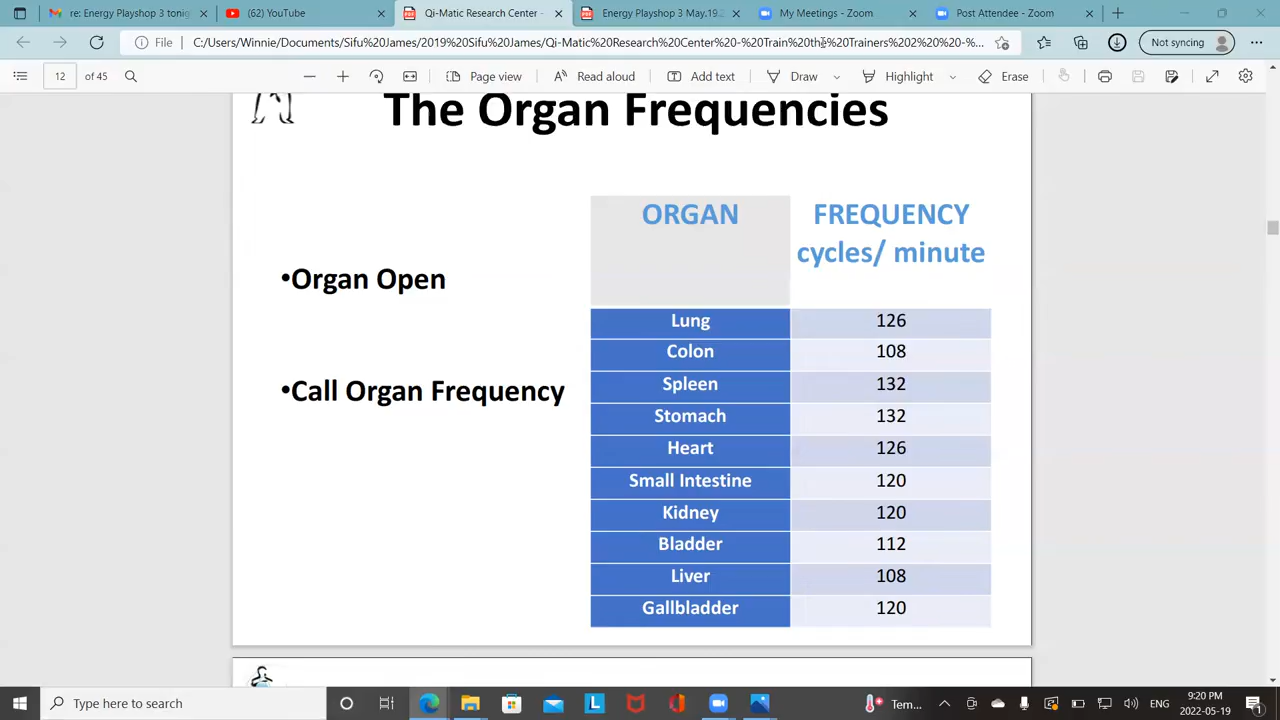 re: Energy Playshop 3 tonig
(62) YouTube
Qi-Matic Research Center -
Energy Playshop 3 May.19.2
My Meetings - Zoom
Post Attendee - Zoom
File
C:/Users/Winnie/Documents/Sifu%20James/2019%20Sifu%20James/Qi-Matic%20Research%20Center%20-%20Train%20the%20Trainers%202%20%20-%...
Not syncing
12 of 45
Page view
Read aloud
Add text
Draw
Highlight
Erase
The Organ Frequencies
•Organ Open
•Call Organ Frequency
ORGAN FREQUENCY
cycles/ minute
Lung 126
Colon 108
Spleen 132
Stomach 132
Heart 126
Small Intestine 120
Kidney 120
Bladder 112
Liver 108
Gallbladder 120
Type here to search
L
Tem...
ENG
9:20 PM
2022-05-19